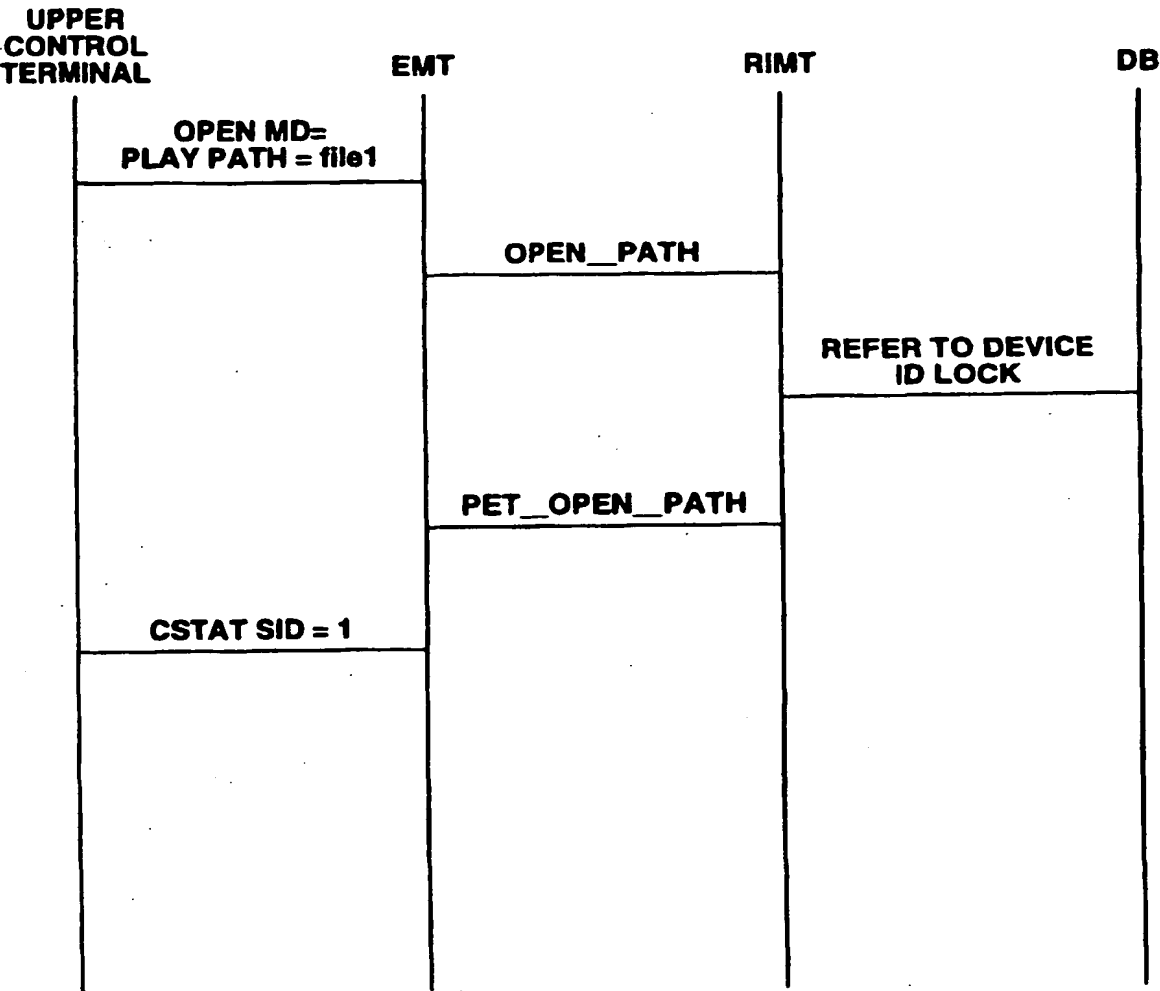 UPPER
CONTROL
TERMINAL
EMT
RIMT
DB
OPEN MD=
PLAY PATH = file1
OPEN__PATH
REFER TO DEVICE
ID LOCK
PET__OPEN__PATH
CSTAT SID = 1